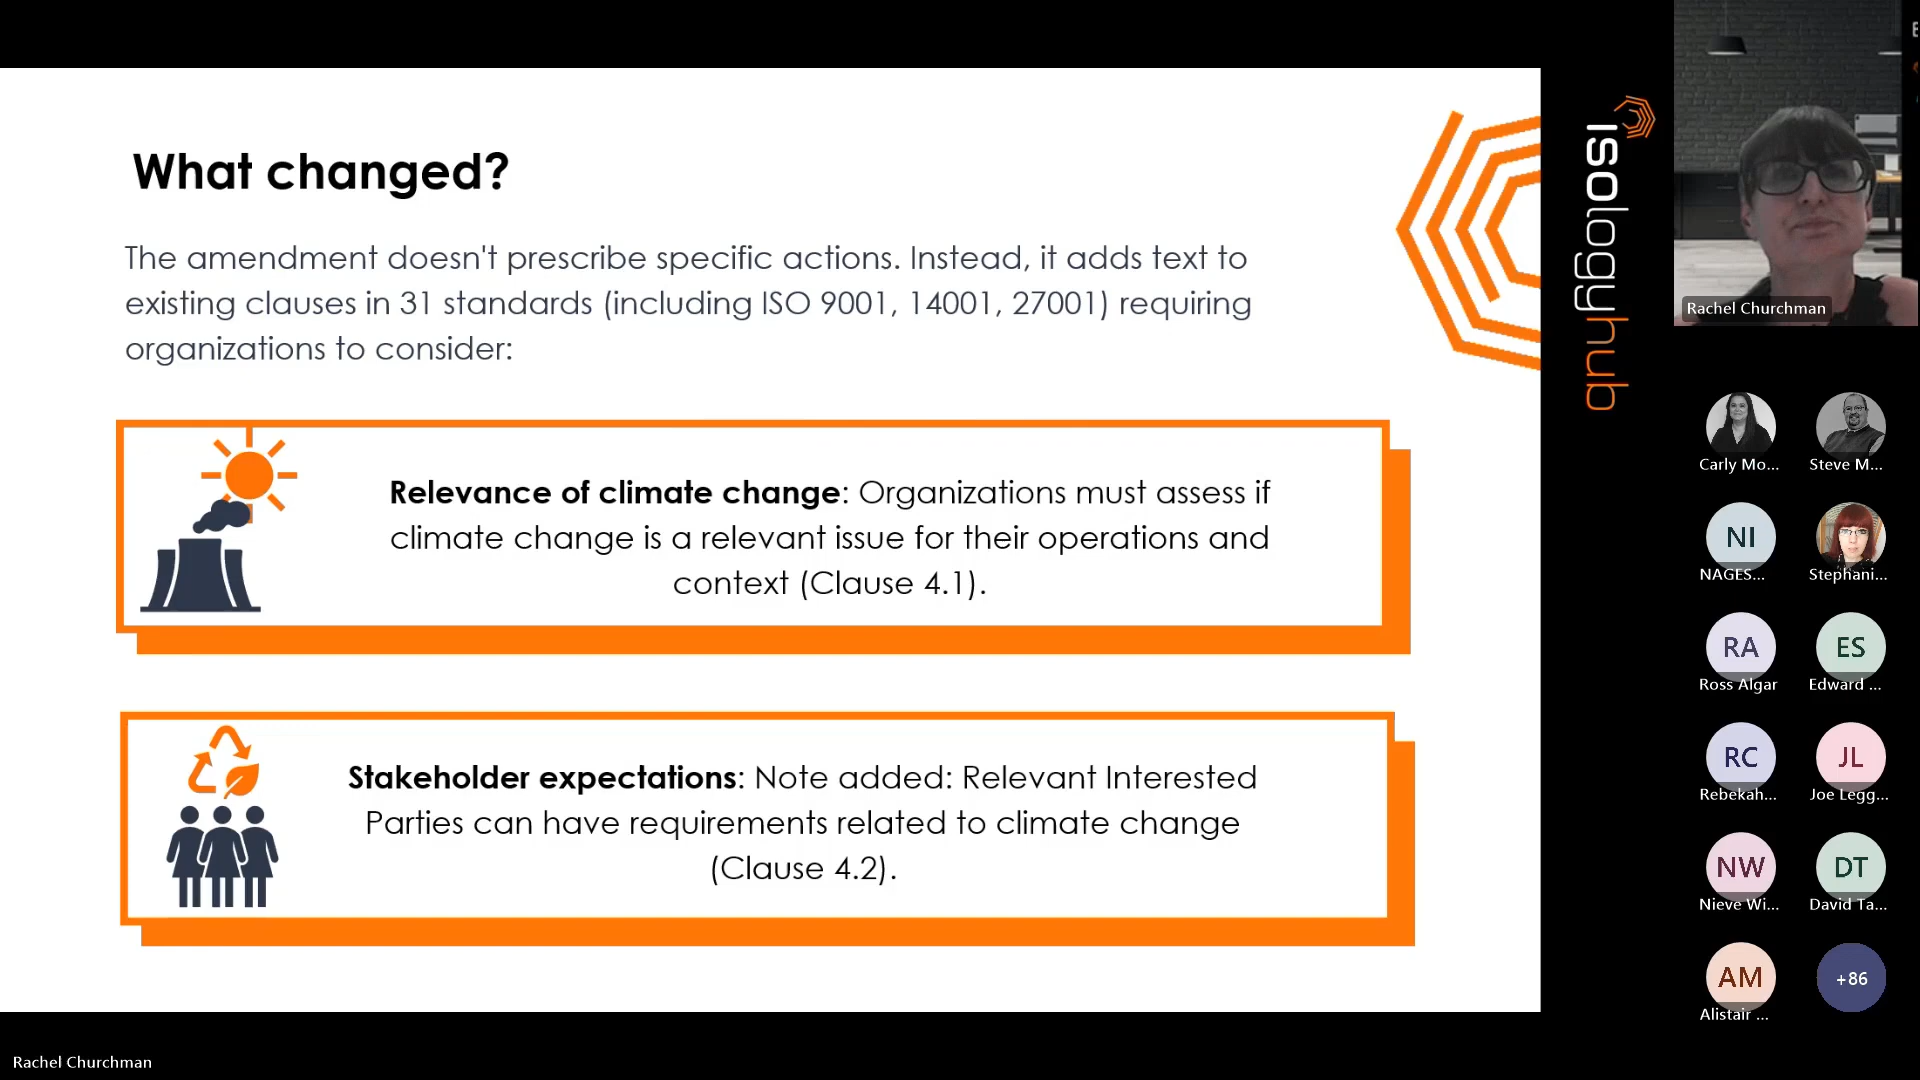 What changed?
The amendment doesn't prescribe specific actions. Instead, it adds text to
existing clauses in 31 standards (including ISO 9001, 14001, 27001) requiring
organizations to consider:
Relevance of climate change: Organizations must assess if
climate change is a relevant issue for their operations and
context (Clause 4.1).
Stakeholder expectations: Note added: Relevant Interested
Parties can have requirements related to climate change
(Clause 4.2).
isologyhub
Rachel Churchman
Carly Mo...
Steve M...
NI
NAGES...
Stephani...
RA
Ross Algar
ES
Edward ...
RC
Rebekah...
JL
Joe Legg...
NW
Nieve Wi...
DT
David Ta...
AM
Alistair ...
+86
Rachel Churchman